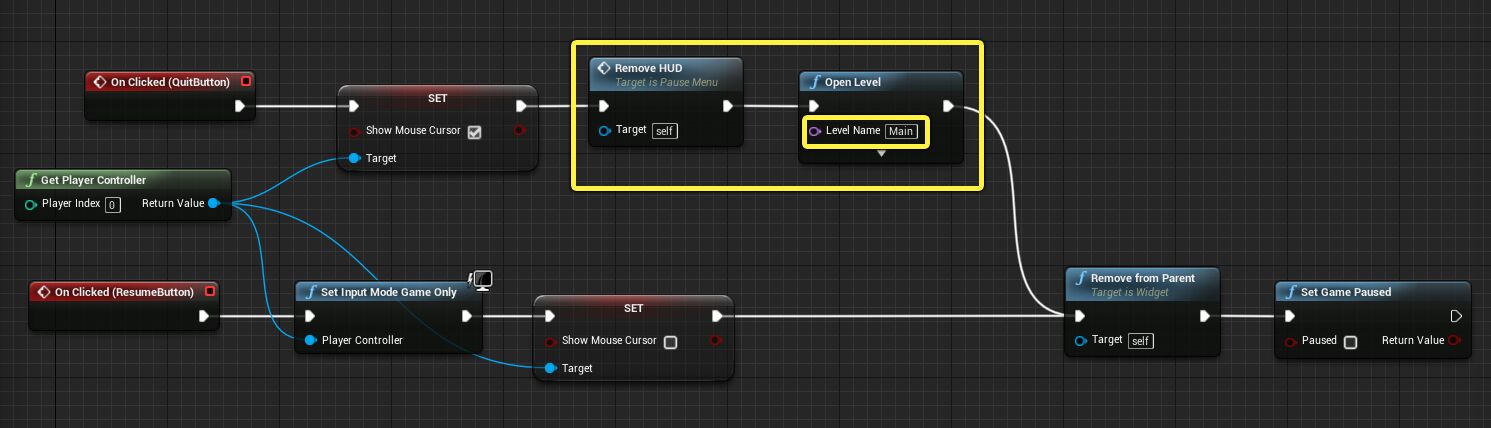 On Clicked (QuitButton)
SET
Show Mouse Cursor
Target
Remove HUD
Target is Pause Menu
Target self
Open Level
Level Name Main
Get Player Controller
Player Index 0 Return Value
On Clicked (ResumeButton)
Set Input Mode Game Only
Player Controller
SET
Show Mouse Cursor
Target
Remove from Parent
Target is Widget
Target self
Set Game Paused
Paused Return Value